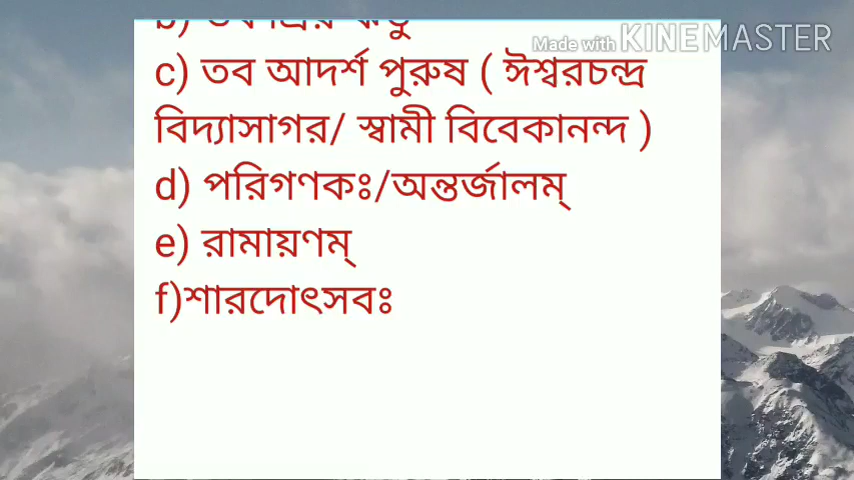 Made with KINEMASTER
c) তব আদর্শ পুরুষ ( ঈশ্বরচন্দ্র
বিদ্যাসাগর/ স্বামী বিবেকানন্দ )
d) পরিগণকঃ/অন্তর্জালম্
e) রামায়ণম্
f)শারদোৎসবঃ